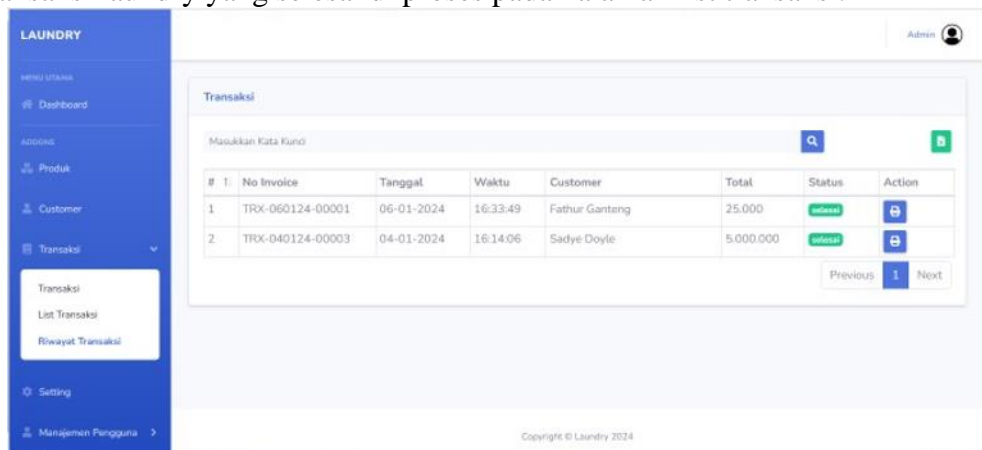 LAUNDRY
Admin
MENU UTAMA
Dashboard
ADDONS
Produk
Customer
Transaksi
Transaksi
List Transaksi
Riwayat Transaksi
Setting
Manajemen Pengguna
Transaksi
Masukkan Kata Kunci
# No Invoice Tanggal Waktu Customer Total Status Action
1 TRX-060124-00001 06-01-2024 16:33:49 Fathur Ganteng 25.000 selesai
2 TRX-040124-00003 04-01-2024 16:14:06 Sadye Doyle 5.000.000 selesai
Previous 1 Next
Copyright © Laundry 2024